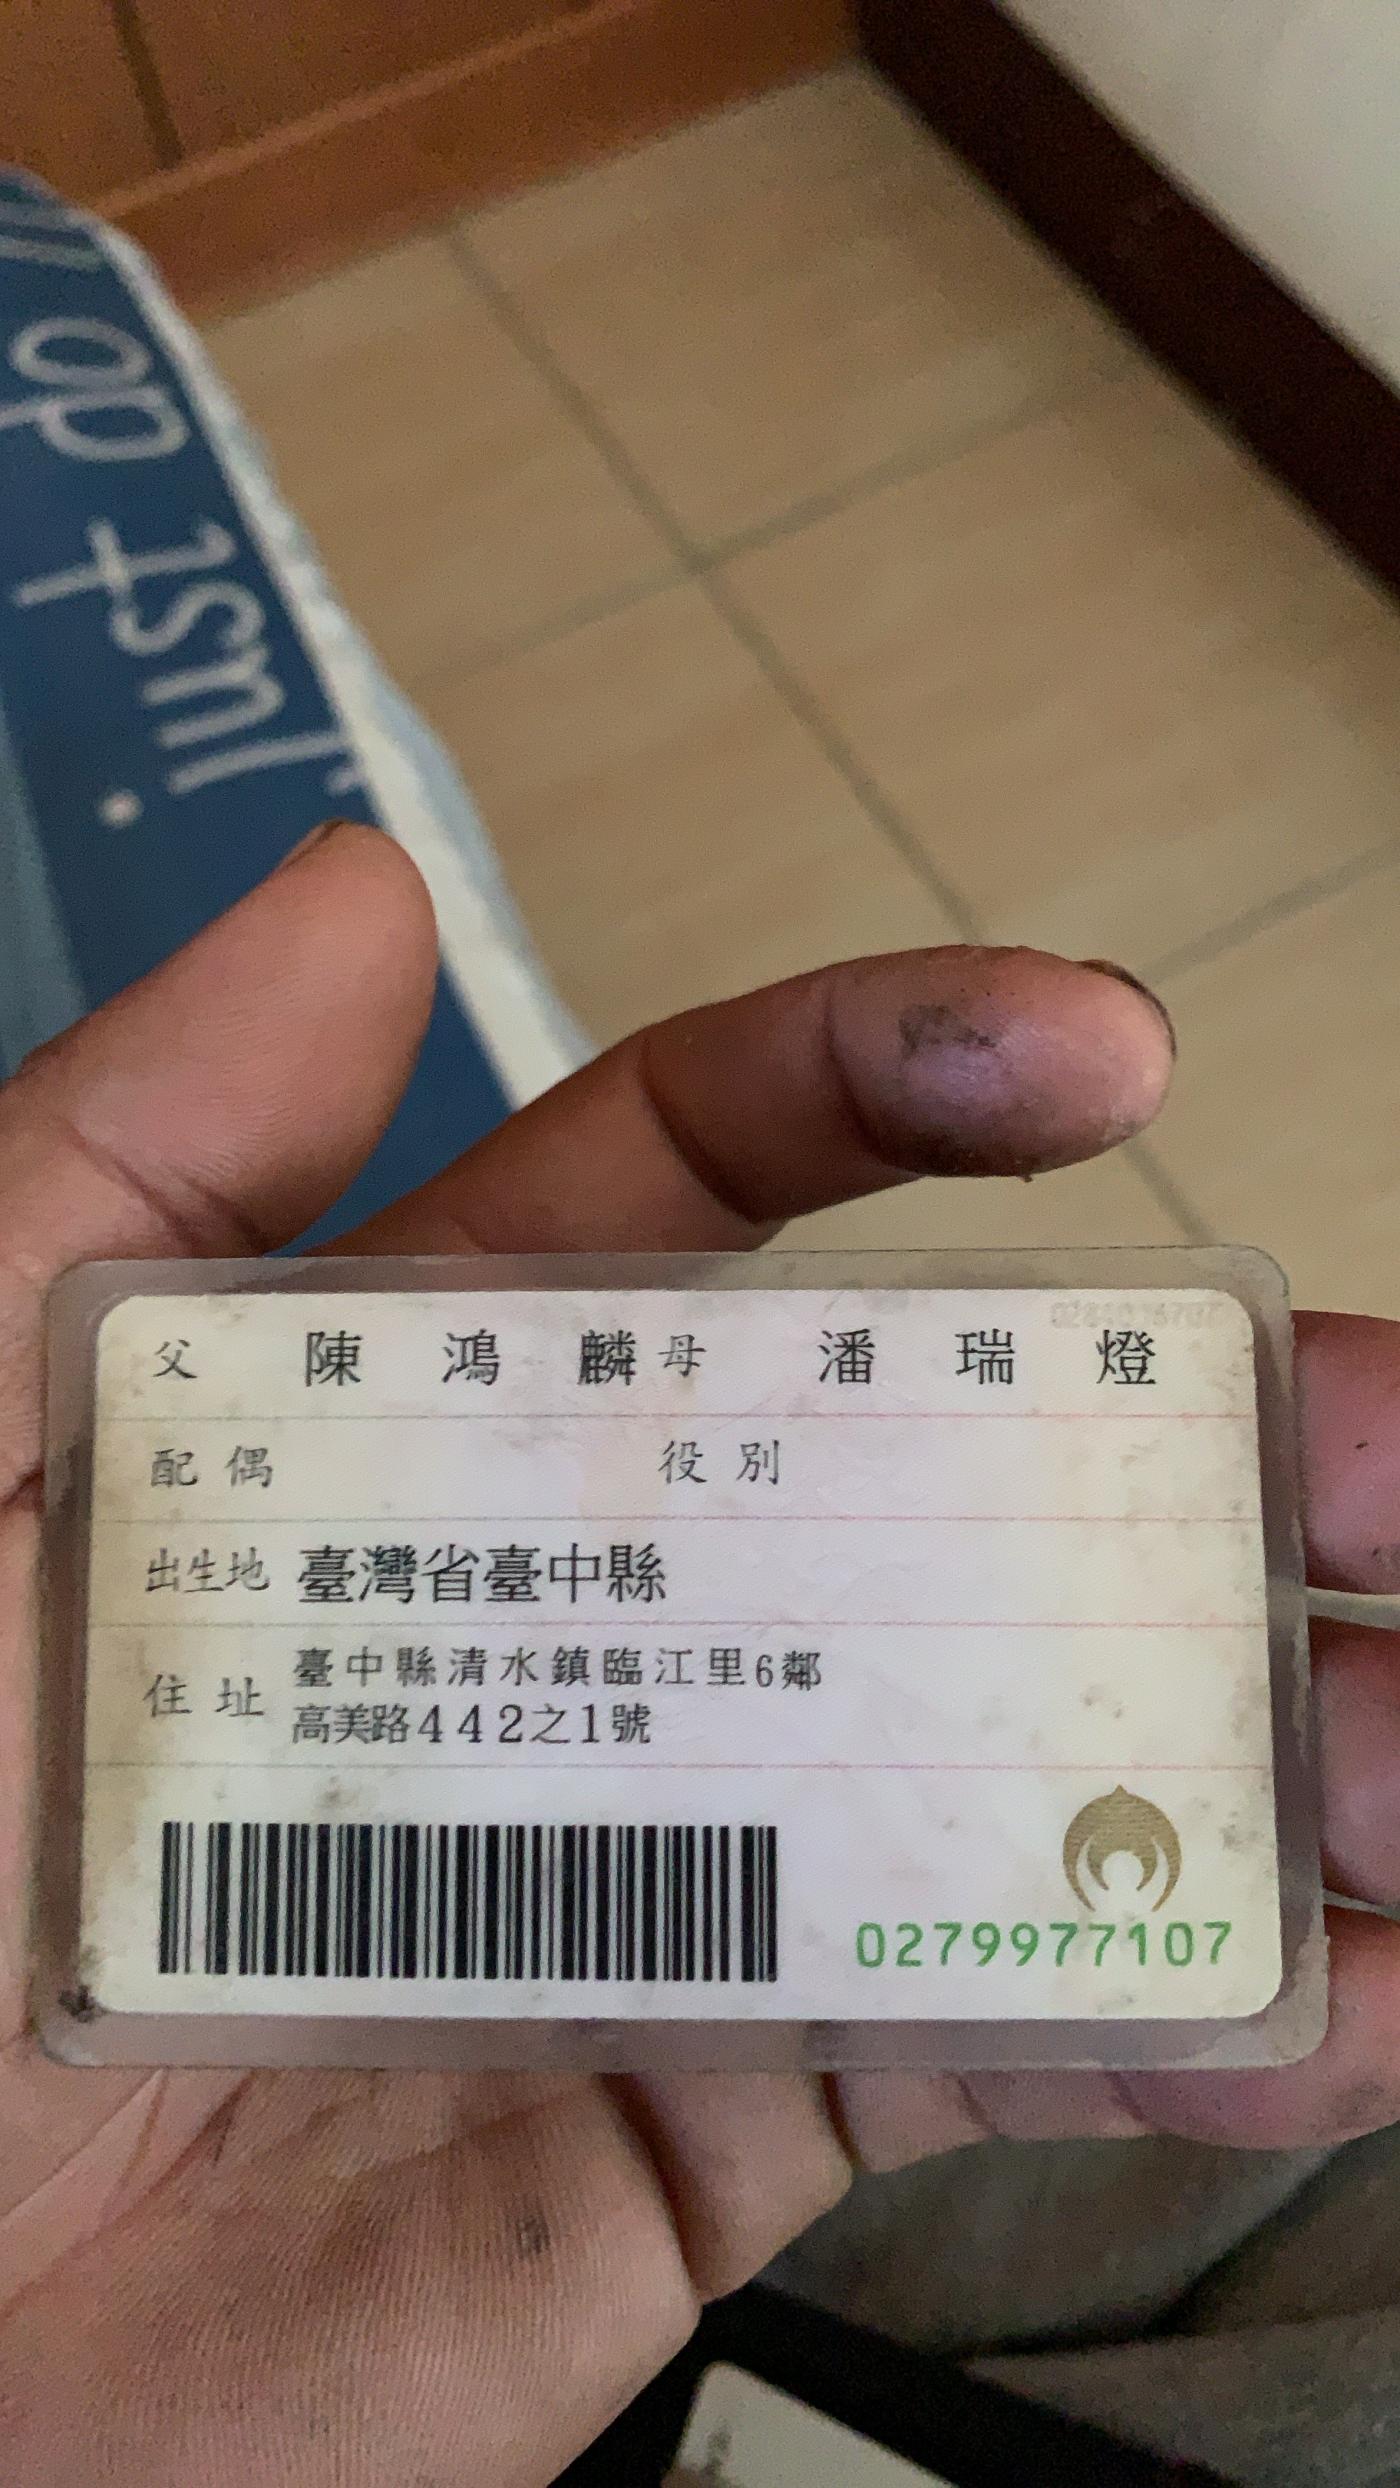 Just do
父 陳鴻麟 母 潘瑞燈
配偶 役別
出生地 臺灣省臺中縣
住址 臺中縣清水鎮臨江里6鄰
高美路442之1號
0279977107